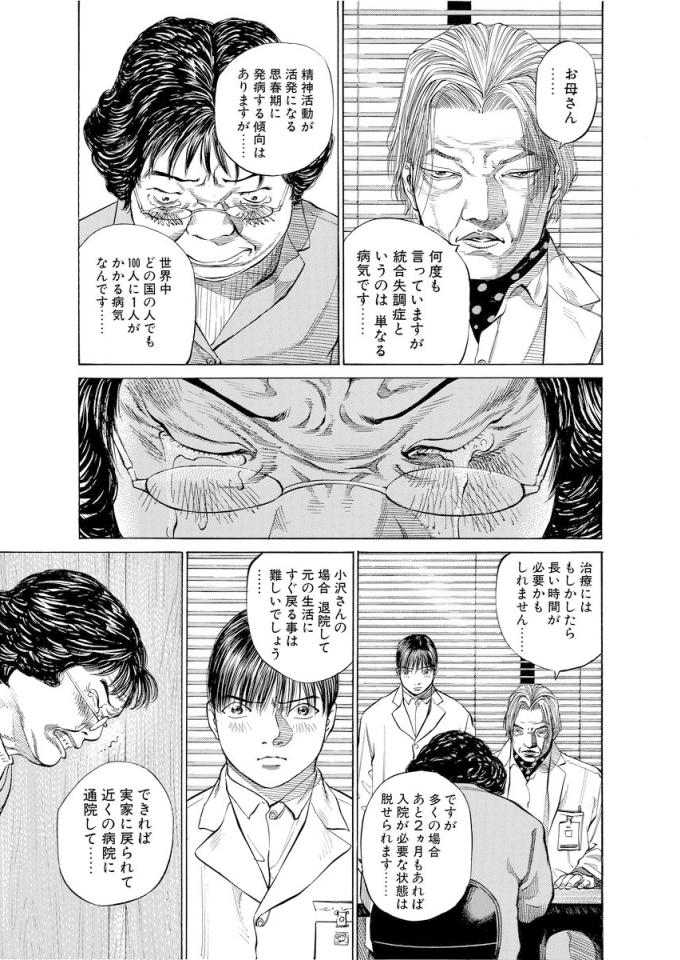 お母さん
……
何度も
言っていますが
統合失調症と
いうのは 単なる
病気です……
精神活動が
活発になる
思春期に
発病する傾向は
ありますが……
世界中
どの国の人でも
100人に1人が
かかる病気
なんです……
治療には
もしかしたら
長い時間が
必要かも
しれません……
ですが
多くの場合
あと2ヵ月もあれば
入院が必要な状態は
脱せられます……
小沢さんの
場合 退院して
元の生活に
すぐ戻る事は
難しいでしょう
……
できれば
実家に戻られて
近くの病院に
通院して……